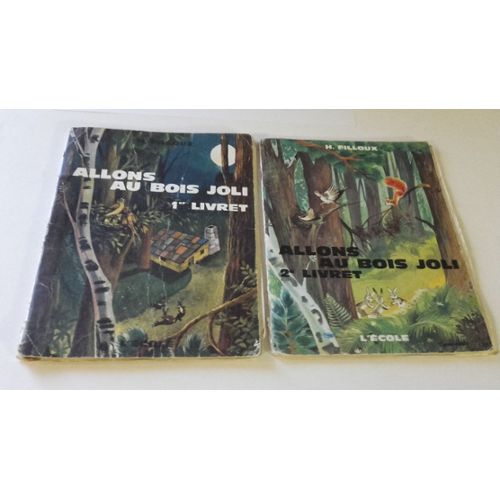 ALLONS
AU BOIS JOLI
1er LIVRET
H. PILLOUX
ALLONS
AU BOIS JOLI
2e LIVRET
L'ÉCOLE